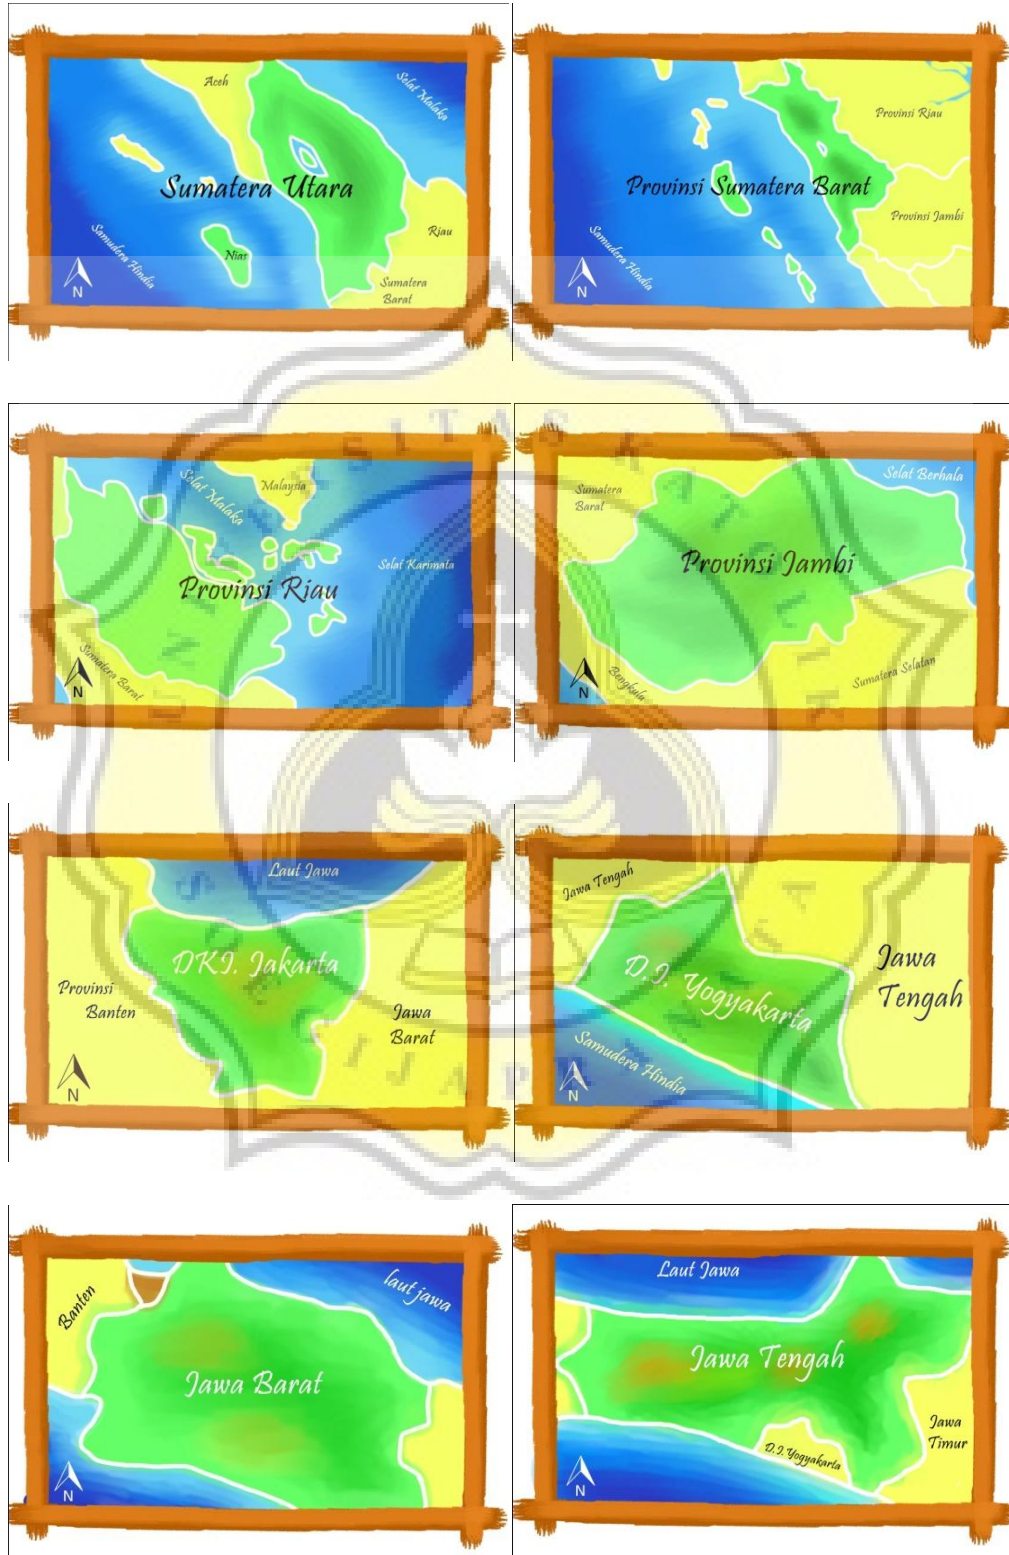 Aceh
Selat Malaka
Sumatera Utara
Riau
Nias
Samudera Hindia
N
Sumatera
Barat
Provinsi Riau
Provinsi Sumatera Barat
Provinsi Jambi
Samudera Hindia
N
Malaysia
Selat Malaka
Selat Karimata
Provinsi Riau
Sumatera Barat
N
Sumatera
Barat
Selat Berhala
Provinsi Jambi
Sumatera Selatan
Bengkulu
N
Laut Jawa
DKI. Jakarta
Provinsi
Banten
Jawa
Barat
N
Jawa Tengah
Jawa
Tengah
D.I. Yogyakarta
Samudera Hindia
N
Banten
laut jawa
Jawa Barat
N
Laut Jawa
Jawa Tengah
Jawa
Timur
D.I. Yogyakarta
N